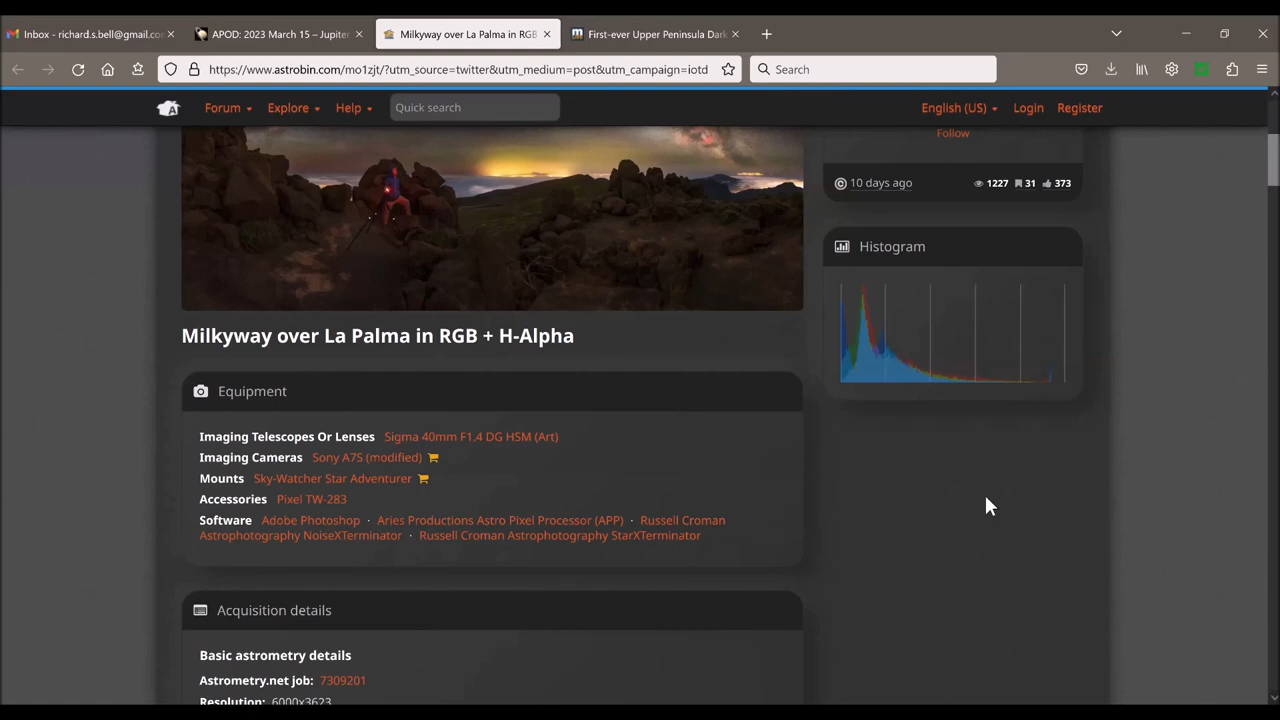 Inbox - richard.s.bell@gmail.co
APOD: 2023 March 15 – Jupiter
Milkyway over La Palma in RGB
First-ever Upper Peninsula Dark
https://www.astrobin.com/mo1zjt/?utm_source=twitter&utm_medium=post&utm_campaign=iotd
Search
A
Forum
Explore
Help
Quick search
English (US)
Login
Register
Follow
10 days ago
1227
31
373
Histogram
Milkyway over La Palma in RGB + H-Alpha
Equipment
Imaging Telescopes Or Lenses Sigma 40mm F1.4 DG HSM (Art)
Imaging Cameras Sony A7S (modified)
Mounts Sky-Watcher Star Adventurer
Accessories Pixel TW-283
Software Adobe Photoshop · Aries Productions Astro Pixel Processor (APP) · Russell Croman
Astrophotography NoiseXTerminator · Russell Croman Astrophotography StarXTerminator
Acquisition details
Basic astrometry details
Astrometry.net job: 7309201
Resolution: 6000x3623